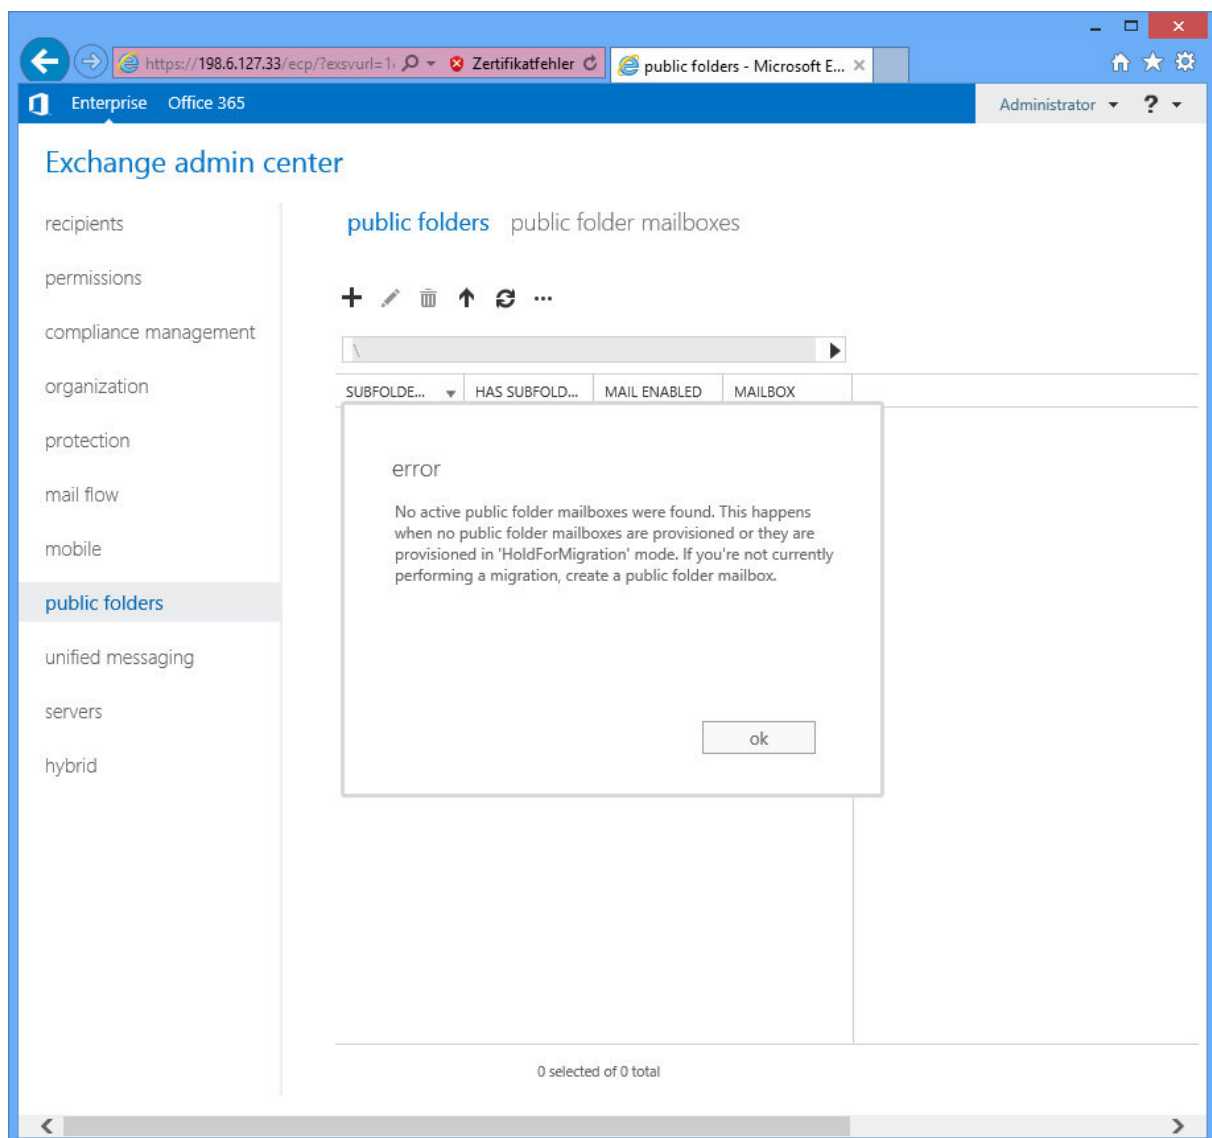 https://198.6.127.33/ecp/?exsvurl=1
Zertifikatfehler
public folders - Microsoft E...
Enterprise Office 365
Administrator ?
Exchange admin center
recipients
permissions
compliance management
organization
protection
mail flow
mobile
public folders
unified messaging
servers
hybrid
public folders public folder mailboxes
\
SUBFOLDE... HAS SUBFOLD... MAIL ENABLED MAILBOX
error
No active public folder mailboxes were found. This happens
when no public folder mailboxes are provisioned or they are
provisioned in 'HoldForMigration' mode. If you're not currently
performing a migration, create a public folder mailbox.
ok
0 selected of 0 total